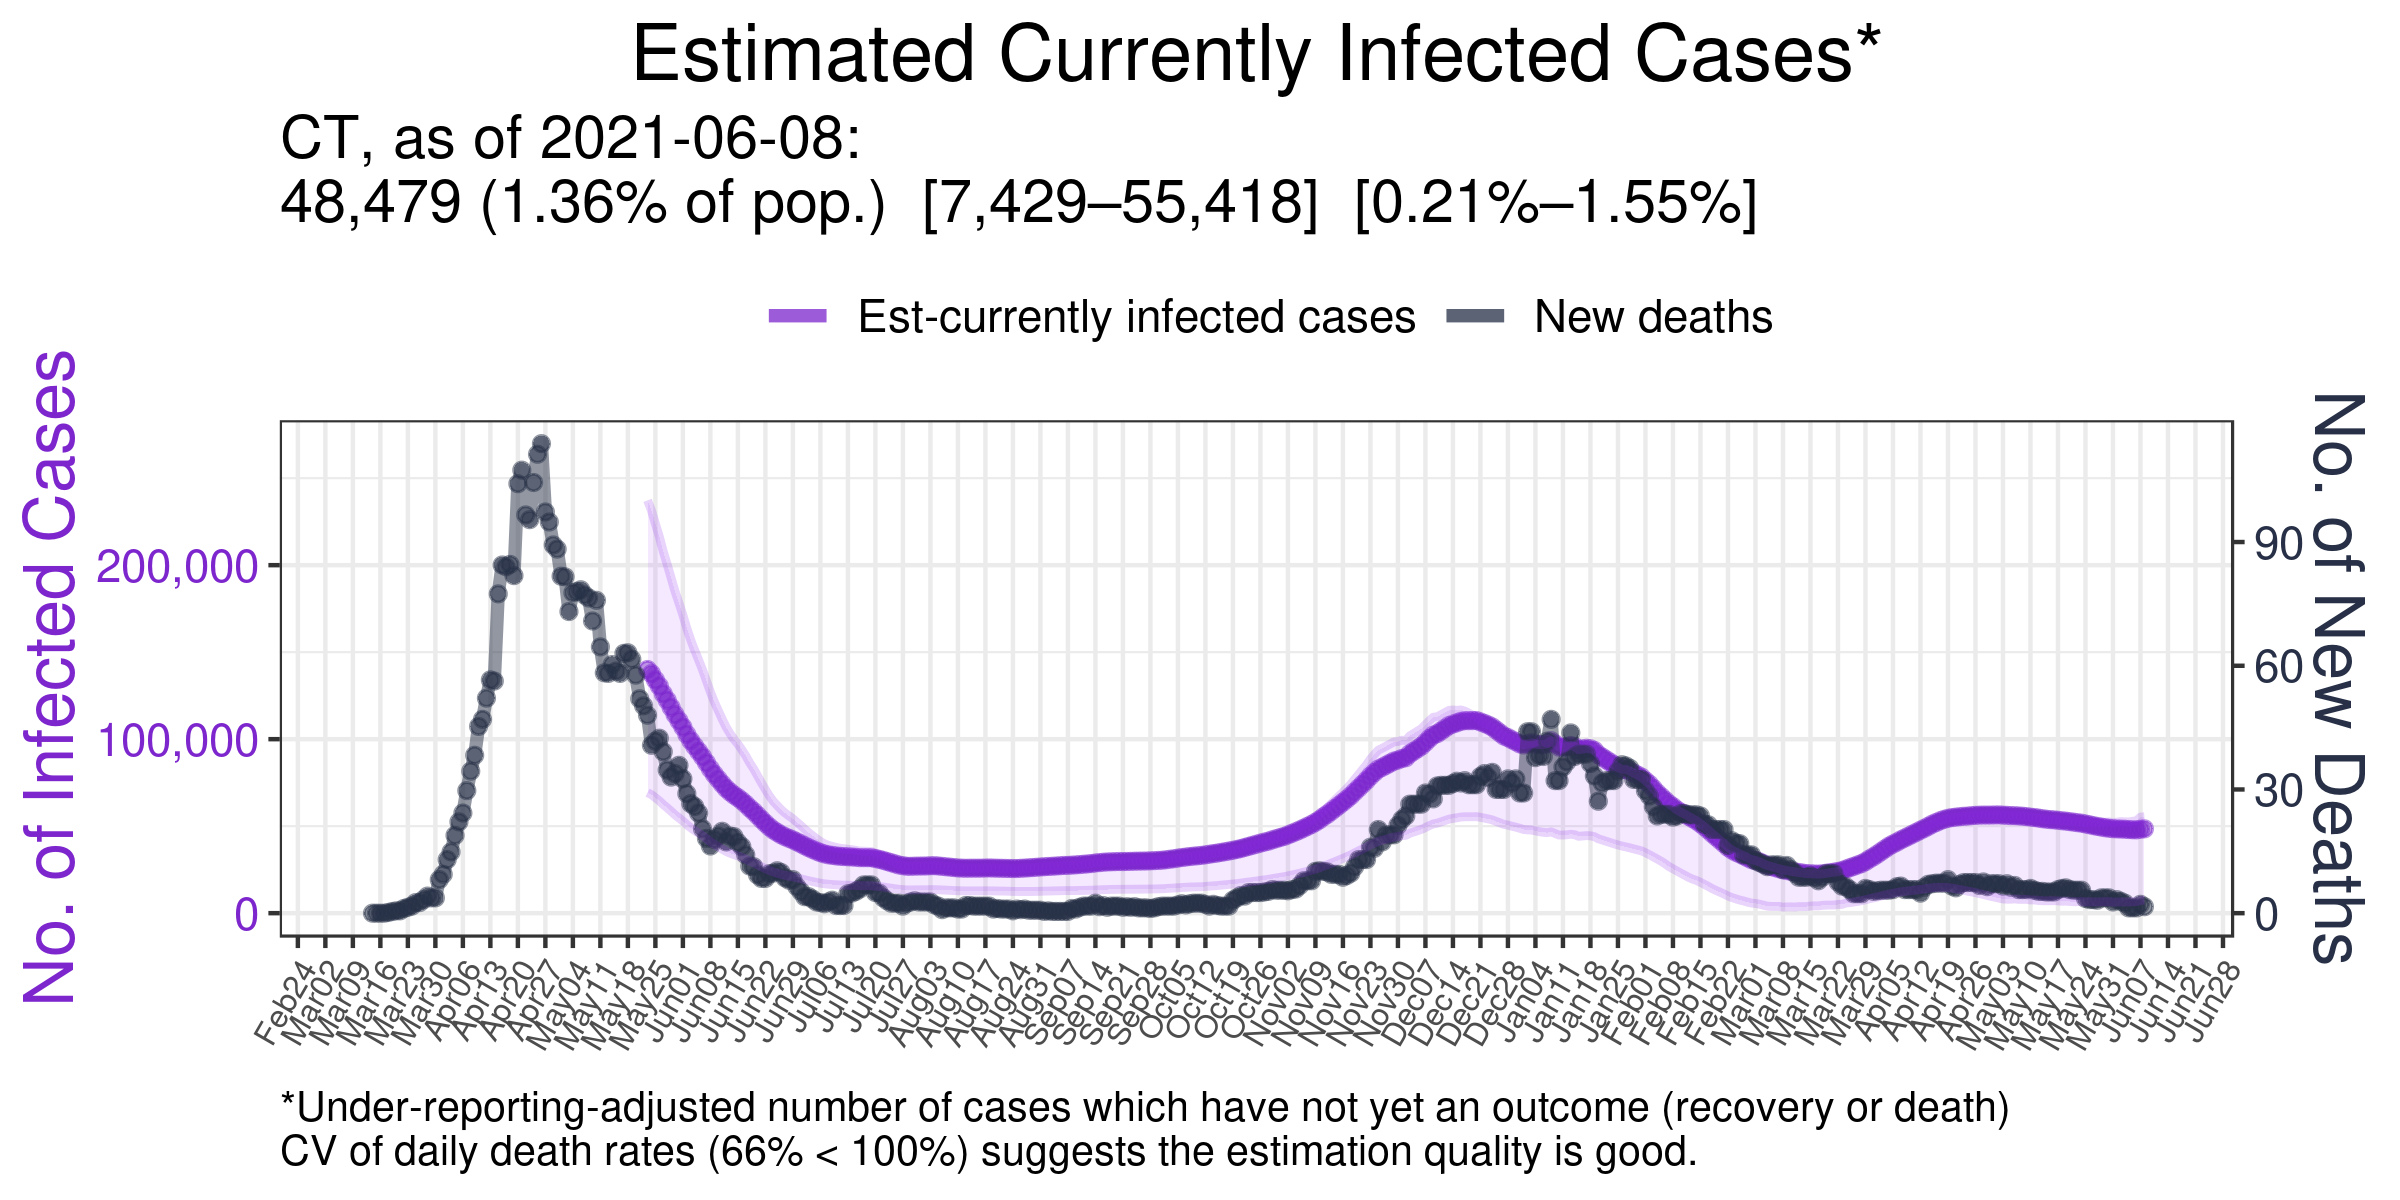 Estimated Currently Infected Cases*
CT, as of 2021-06-08:
48,479 (1.36% of pop.) [7,429–55,418] [0.21%–1.55%]
Est-currently infected cases
New deaths
No. of Infected Cases
200,000
100,000
0
No. of New Deaths
90
60
30
0
Feb24
Mar02
Mar09
Mar16
Mar23
Mar30
Apr06
Apr13
Apr20
Apr27
May04
May11
May18
May25
Jun01
Jun08
Jun15
Jun22
Jun29
Jul06
Jul13
Jul20
Jul27
Aug03
Aug10
Aug17
Aug24
Aug31
Sep07
Sep14
Sep21
Sep28
Oct05
Oct12
Oct19
Oct26
Nov02
Nov09
Nov16
Nov23
Nov30
Dec07
Dec14
Dec21
Dec28
Jan04
Jan11
Jan18
Jan25
Feb01
Feb08
Feb15
Feb22
Mar01
Mar08
Mar15
Mar22
Mar29
Apr05
Apr12
Apr19
Apr26
May03
May10
May17
May24
May31
Jun07
Jun14
Jun21
Jun28
*Under-reporting-adjusted number of cases which have not yet an outcome (recovery or death)
CV of daily death rates (66% < 100%) suggests the estimation quality is good.